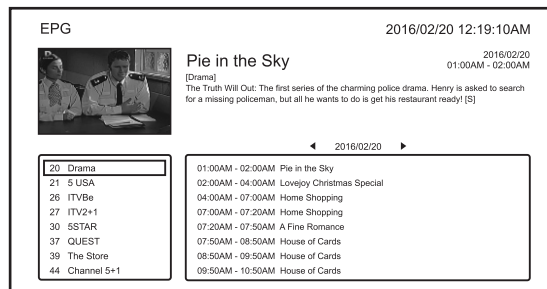 EPG
2016/02/20 12:19:10AM
Pie in the Sky
2016/02/20
01:00AM - 02:00AM
[Drama]
The Truth Will Out: The first series of the charming police drama. Henry is asked to search
for a missing policeman, but all he wants to do is get his restaurant ready! [S]
2016/02/20
20 Drama
21 5 USA
26 ITVBe
27 ITV2+1
30 5STAR
37 QUEST
39 The Store
44 Channel 5+1
01:00AM - 02:00AM Pie in the Sky
02:00AM - 04:00AM Lovejoy Christmas Special
04:00AM - 07:00AM Home Shopping
07:00AM - 07:20AM Home Shopping
07:20AM - 07:50AM A Fine Romance
07:50AM - 08:50AM House of Cards
08:50AM - 09:50AM House of Cards
09:50AM - 10:50AM House of Cards